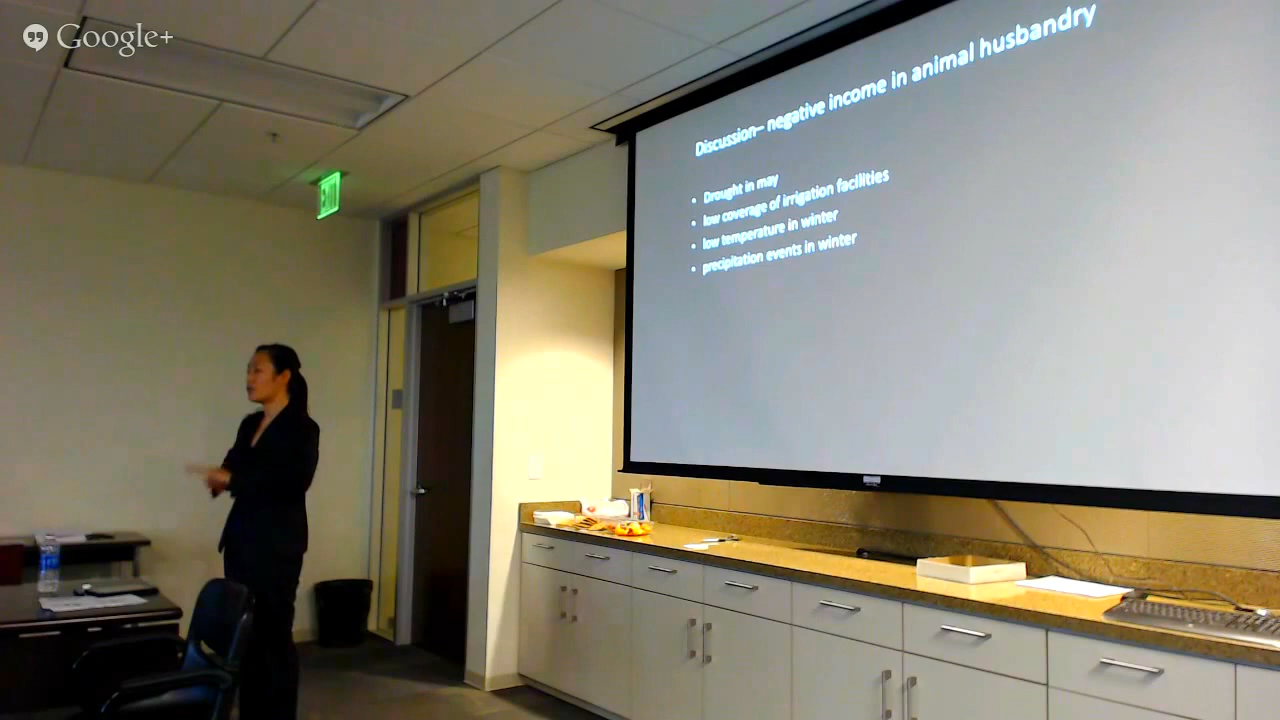 Google+
Discussion– negative income in animal husbandry
• Drought in may
• low coverage of irrigation facilities
• low temperature in winter
• precipitation events in winter
EXIT